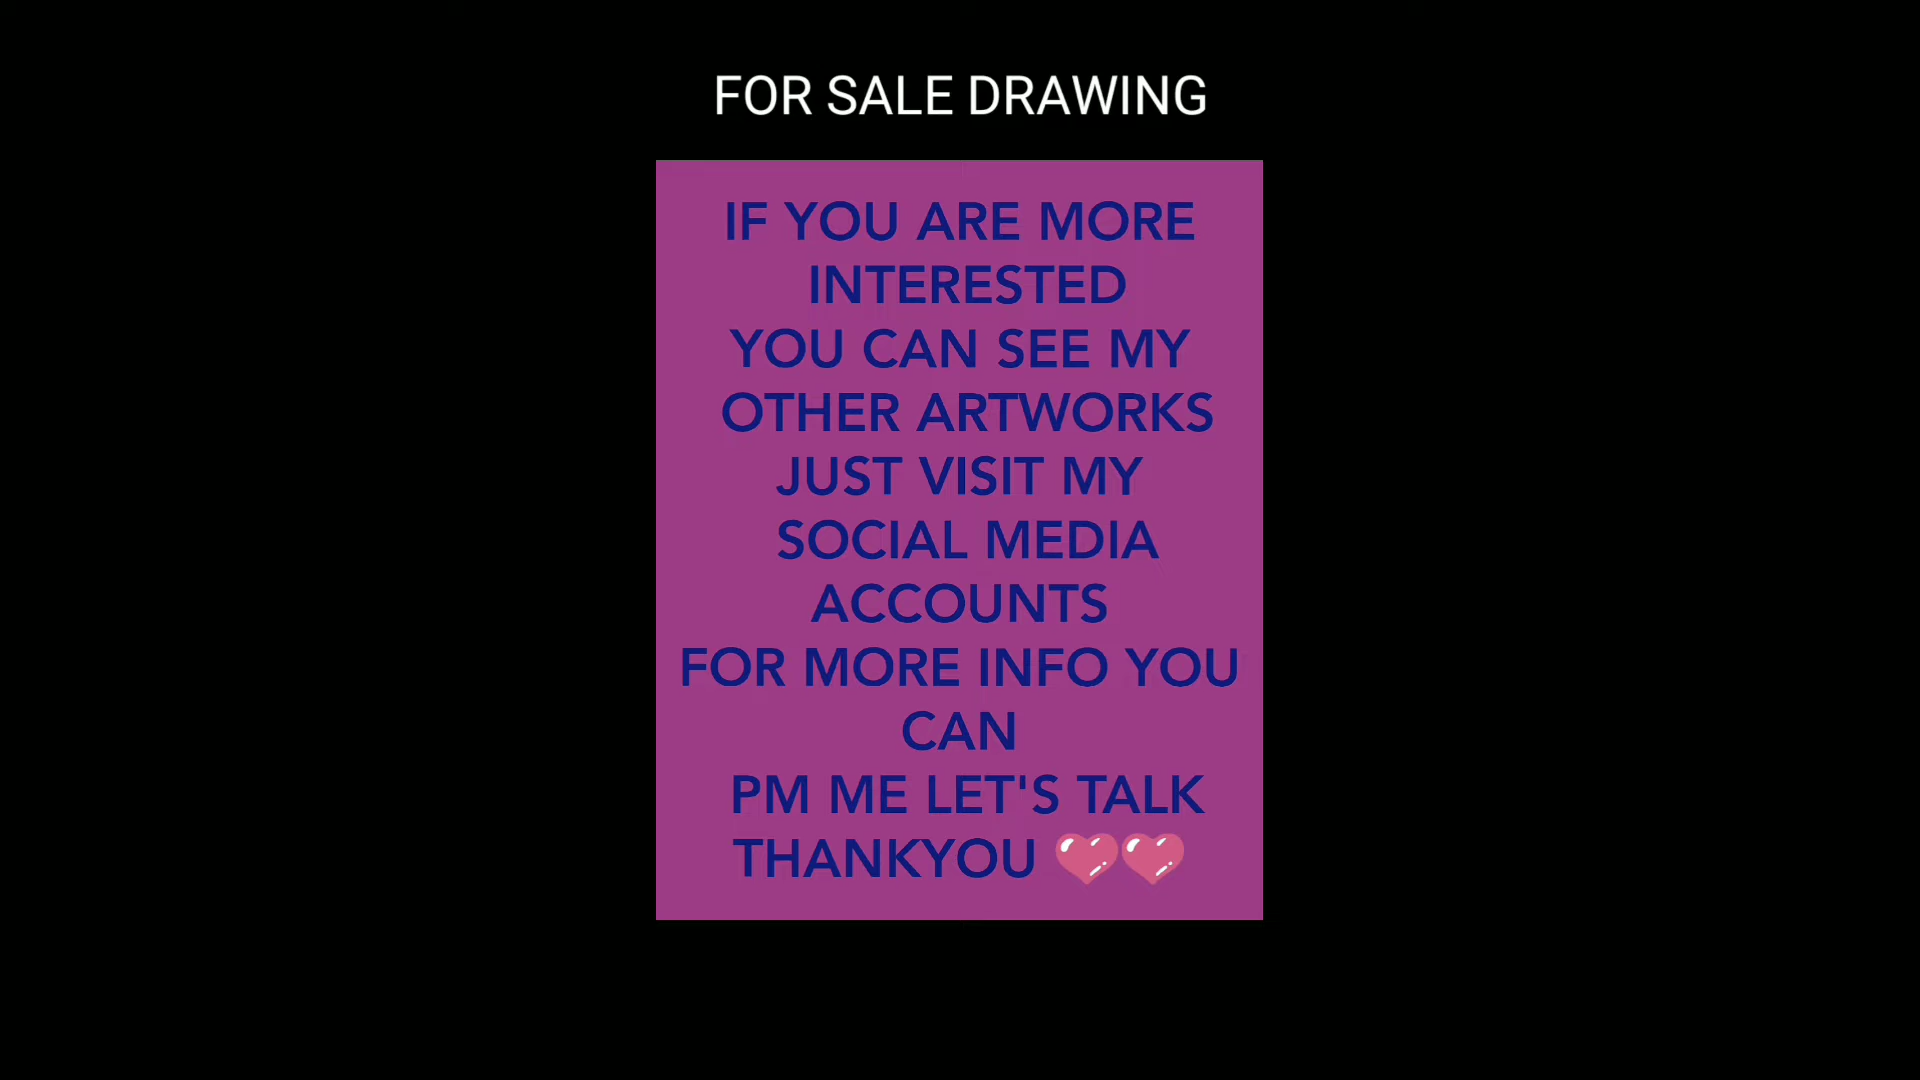 FOR SALE DRAWING
IF YOU ARE MORE
INTERESTED
YOU CAN SEE MY
OTHER ARTWORKS
JUST VISIT MY
SOCIAL MEDIA
ACCOUNTS
FOR MORE INFO YOU
CAN
PM ME LET'S TALK
THANKYOU 💗💗